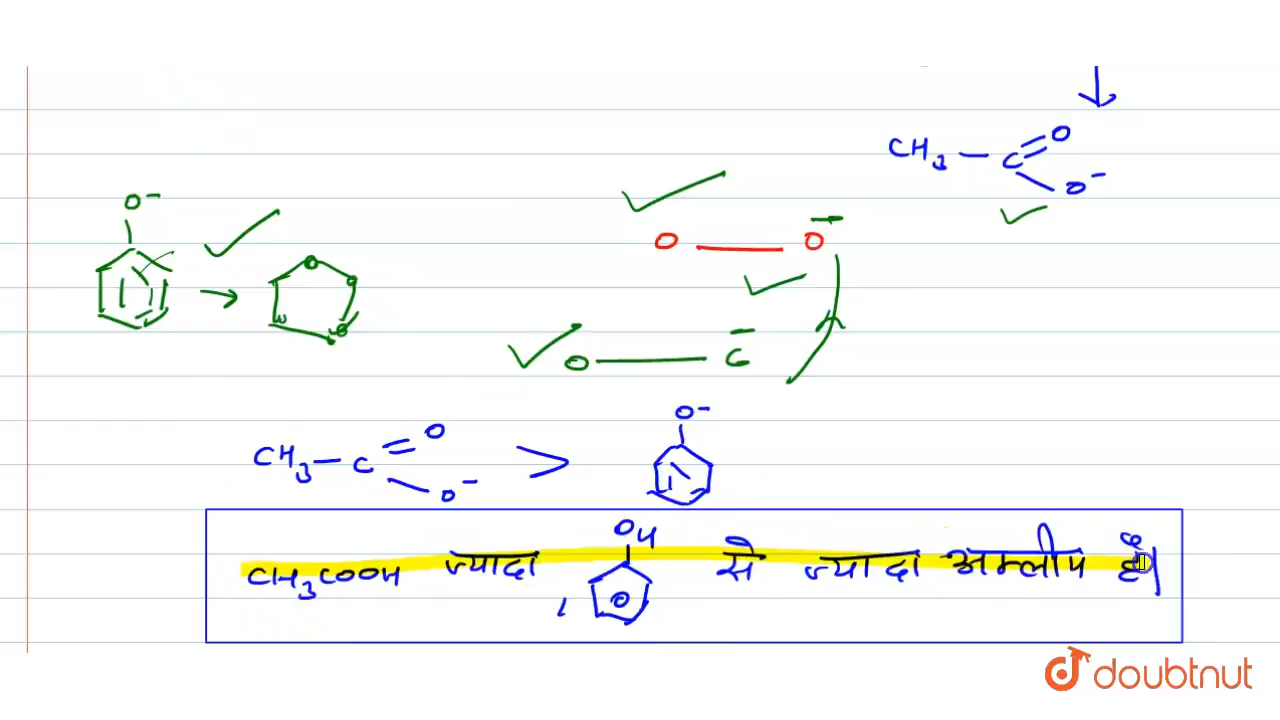 CH3 — C = O
O−
O−
O — O−
O — C−
O−
CH3 — C = O
O−
>
OH
CH3COOH ज्यादा से ज्यादा अम्लीय है।
doubtnut